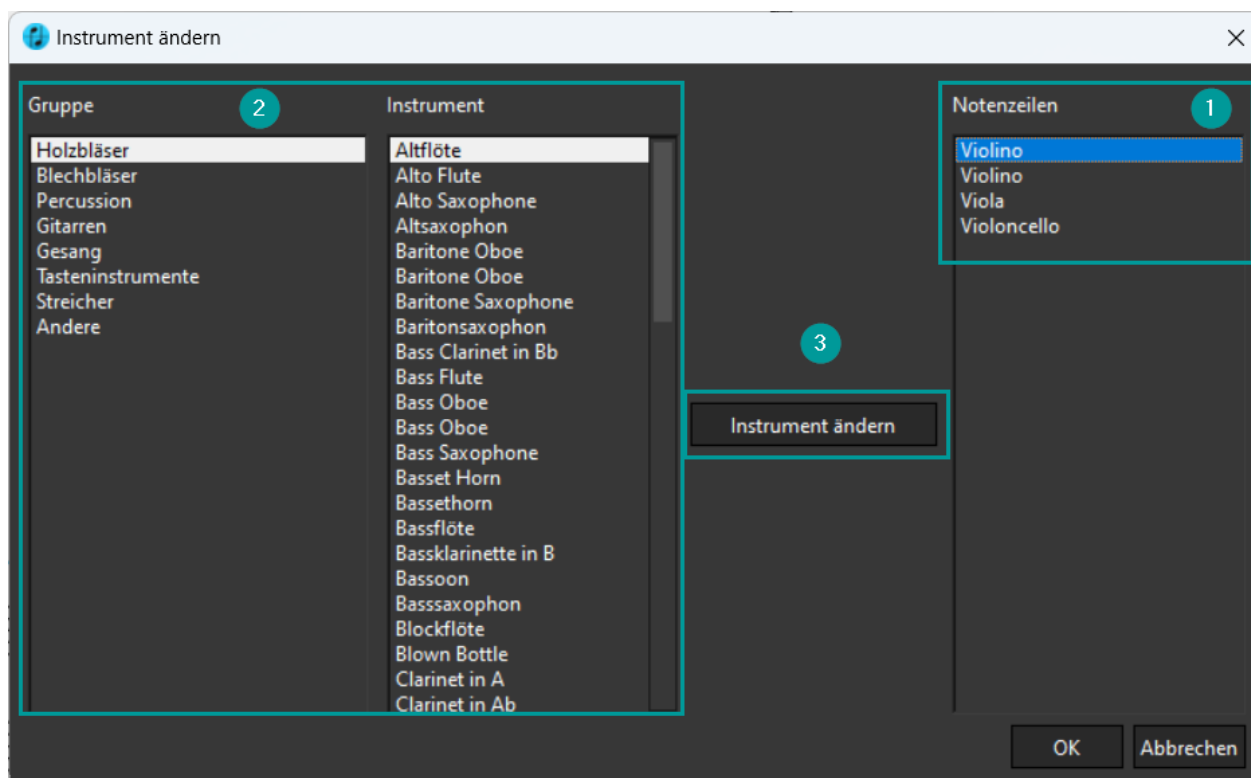 Instrument ändern
Gruppe
2
Holzbläser
Blechbläser
Percussion
Gitarren
Gesang
Tasteninstrumente
Streicher
Andere
Instrument
Altflöte
Alto Flute
Alto Saxophone
Altsaxophon
Baritone Oboe
Baritone Oboe
Baritone Saxophone
Baritonsaxophon
Bass Clarinet in Bb
Bass Flute
Bass Oboe
Bass Oboe
Bass Saxophone
Basset Horn
Bassethorn
Bassflöte
Bassklarinette in B
Bassoon
Basssaxophon
Blockflöte
Blown Bottle
Clarinet in A
Clarinet in Ab
3
Instrument ändern
Notenzeilen
1
Violino
Violino
Viola
Violoncello
OK
Abbrechen